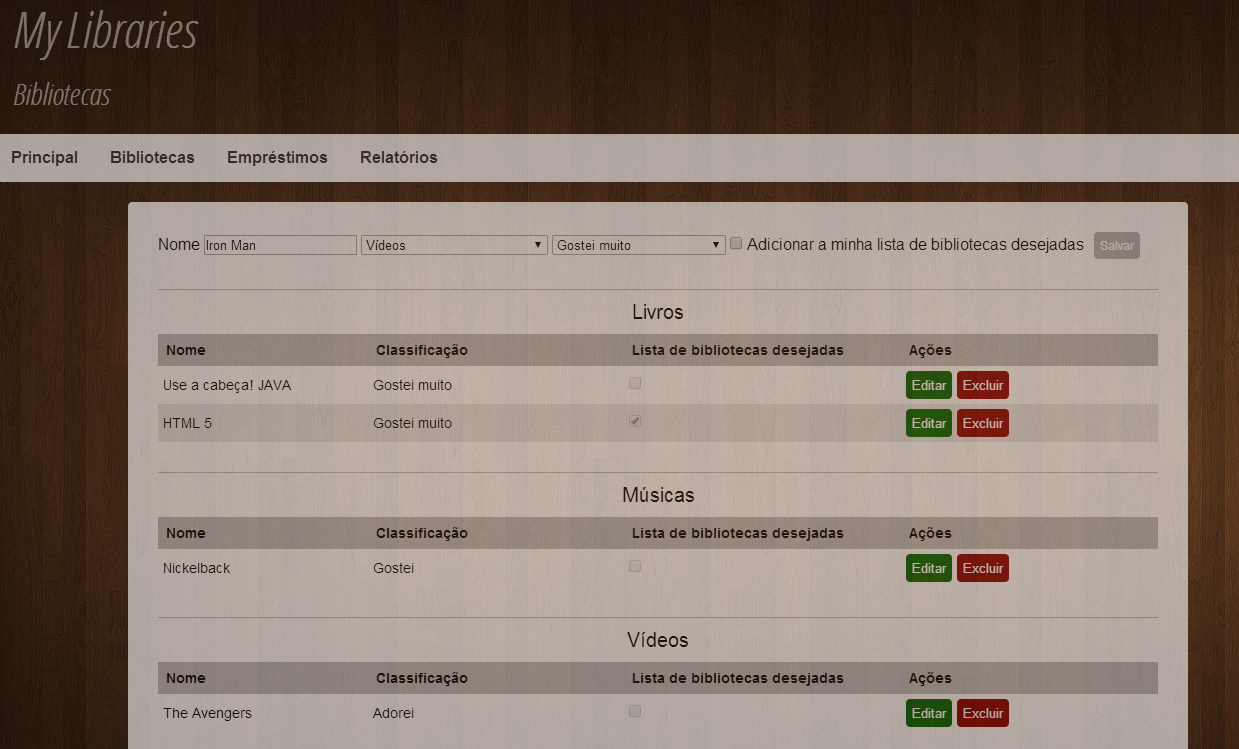 My Libraries
Bibliotecas
Principal Bibliotecas Empréstimos Relatórios
Nome Iron Man Vídeos Gostei muito Adicionar a minha lista de bibliotecas desejadas Salvar
Livros
Nome Classificação Lista de bibliotecas desejadas Ações
Use a cabeça! JAVA Gostei muito Editar Excluir
HTML 5 Gostei muito Editar Excluir
Músicas
Nome Classificação Lista de bibliotecas desejadas Ações
Nickelback Gostei Editar Excluir
Vídeos
Nome Classificação Lista de bibliotecas desejadas Ações
The Avengers Adorei Editar Excluir